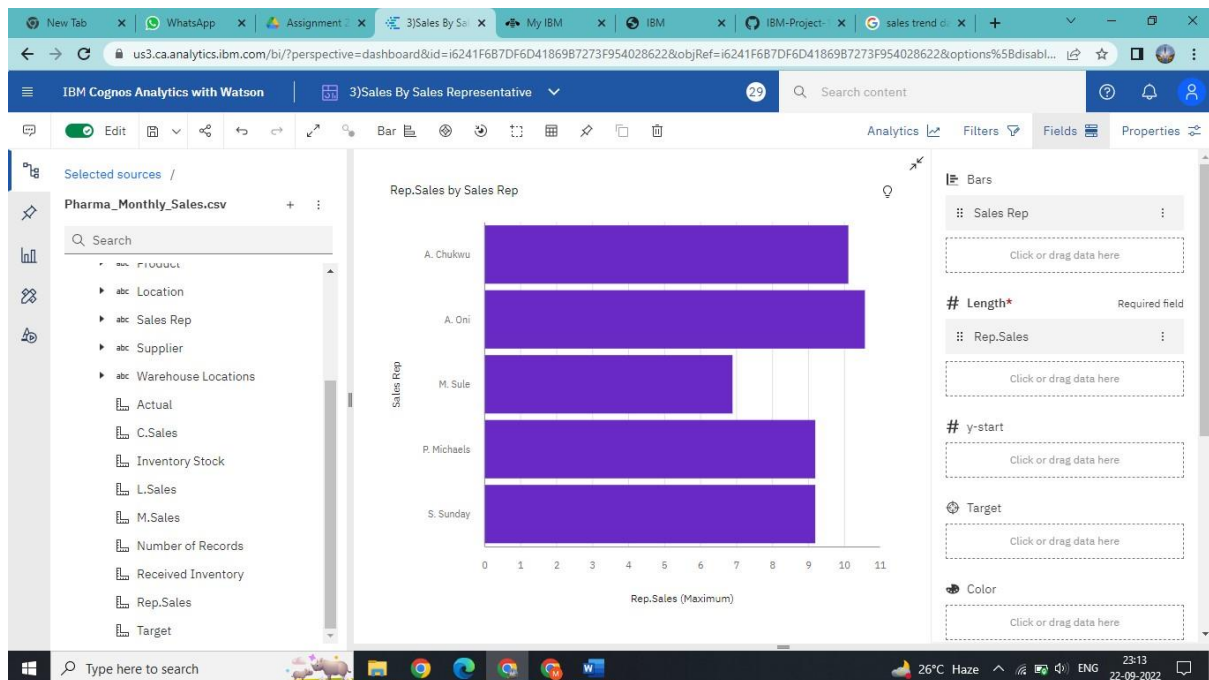 New Tab
WhatsApp
Assignment 2
3)Sales By Sa
My IBM
IBM
IBM-Project-
sales trend d
us3.ca.analytics.ibm.com/bi/?perspective=dashboard&id=i6241F6B7DF6D41869B7273F954028622&objRef=i6241F6B7DF6D41869B7273F954028622&options%5Bdisabl...
IBM Cognos Analytics with Watson
3)Sales By Sales Representative
29
Search content
Edit
Bar
Analytics
Filters
Fields
Properties
Selected sources /
Pharma_Monthly_Sales.csv
Search
abc Product
abc Location
abc Sales Rep
abc Supplier
abc Warehouse Locations
Actual
C.Sales
Inventory Stock
L.Sales
M.Sales
Number of Records
Received Inventory
Rep.Sales
Target
Rep.Sales by Sales Rep
Sales Rep
A. Chukwu
A. Oni
M. Sule
P. Michaels
S. Sunday
0 1 2 3 4 5 6 7 8 9 10 11
Rep.Sales (Maximum)
Bars
Sales Rep
Click or drag data here
# Length* Required field
Rep.Sales
Click or drag data here
# y-start
Click or drag data here
Target
Click or drag data here
Color
Click or drag data here
Type here to search
26°C Haze
ENG
23:13
22-09-2022